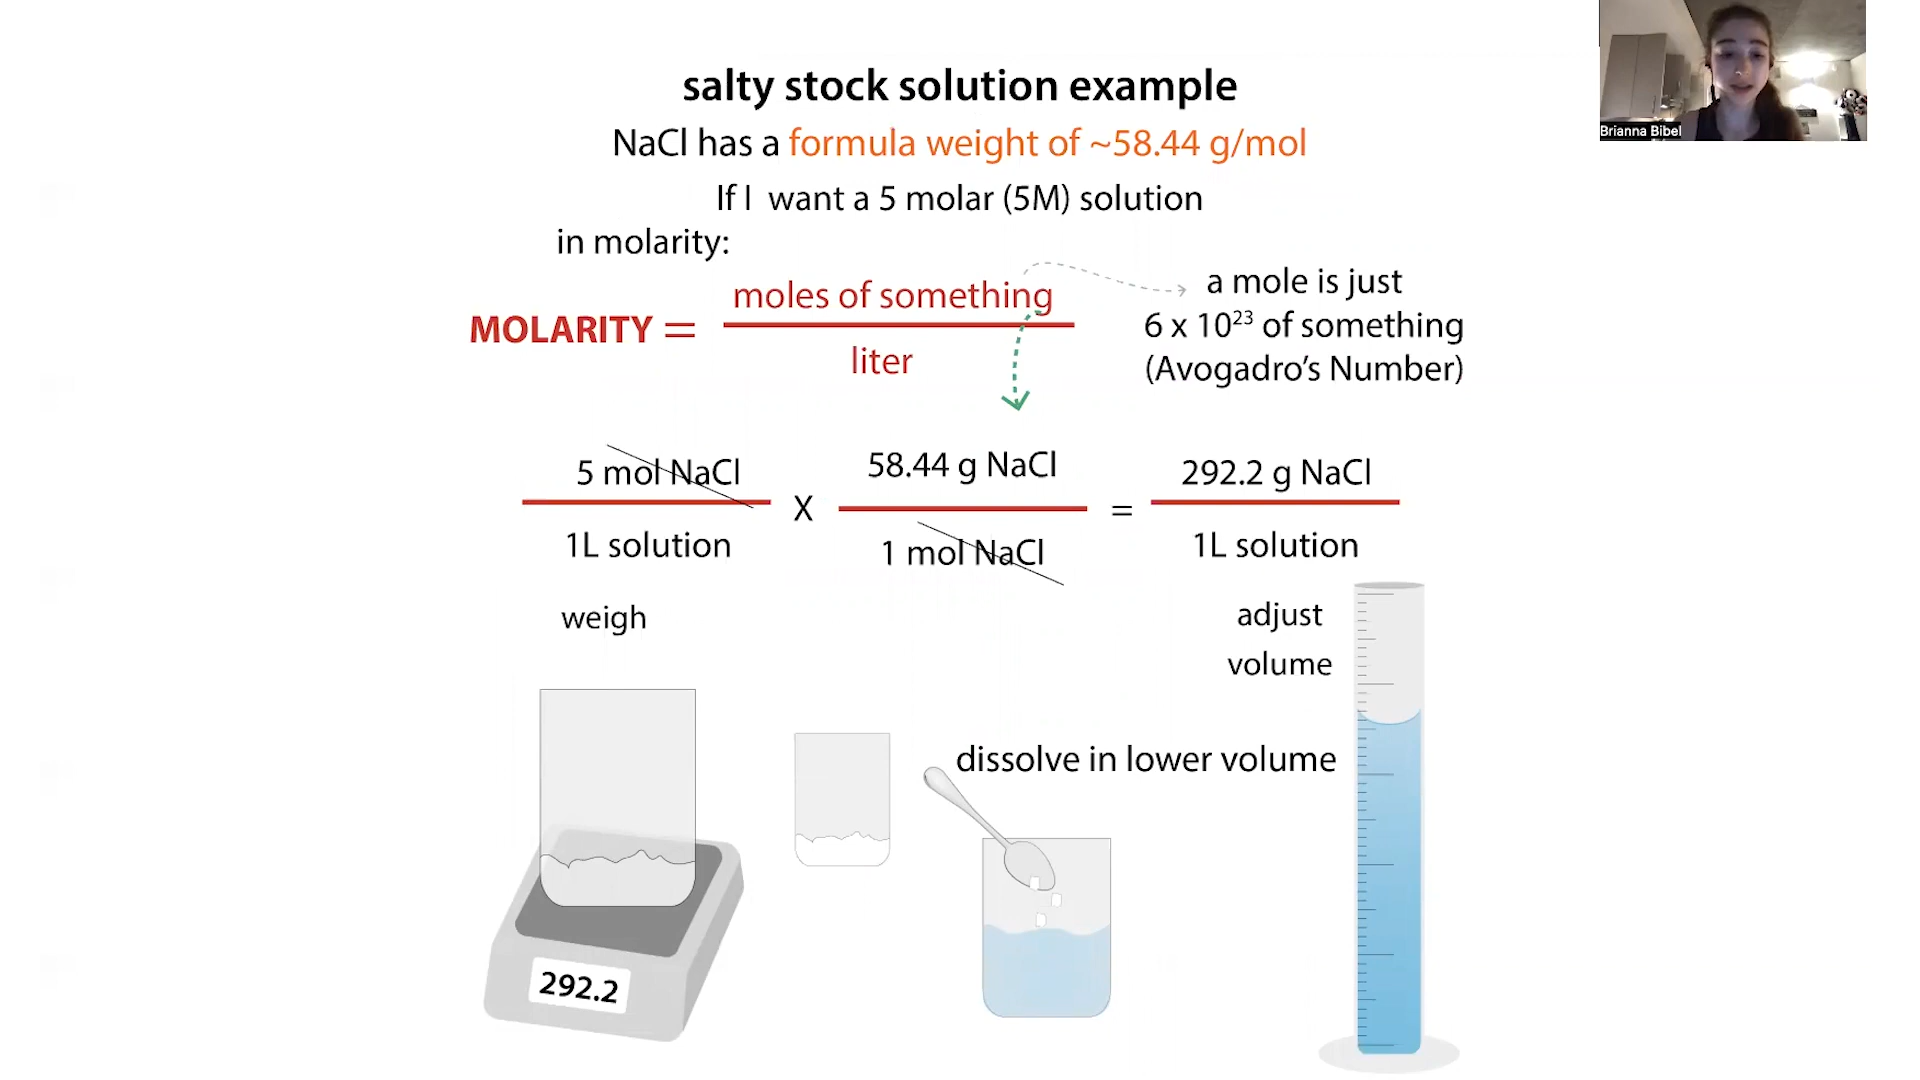 salty stock solution example
Brianna Bibel
NaCl has a formula weight of ~58.44 g/mol
If I want a 5 molar (5M) solution
in molarity:
MOLARITY = moles of something
liter
a mole is just
6 x 10²³ of something
(Avogadro's Number)
5 mol NaCl
1L solution
X
58.44 g NaCl
1 mol NaCl
=
292.2 g NaCl
1L solution
weigh
adjust
volume
dissolve in lower volume
292.2